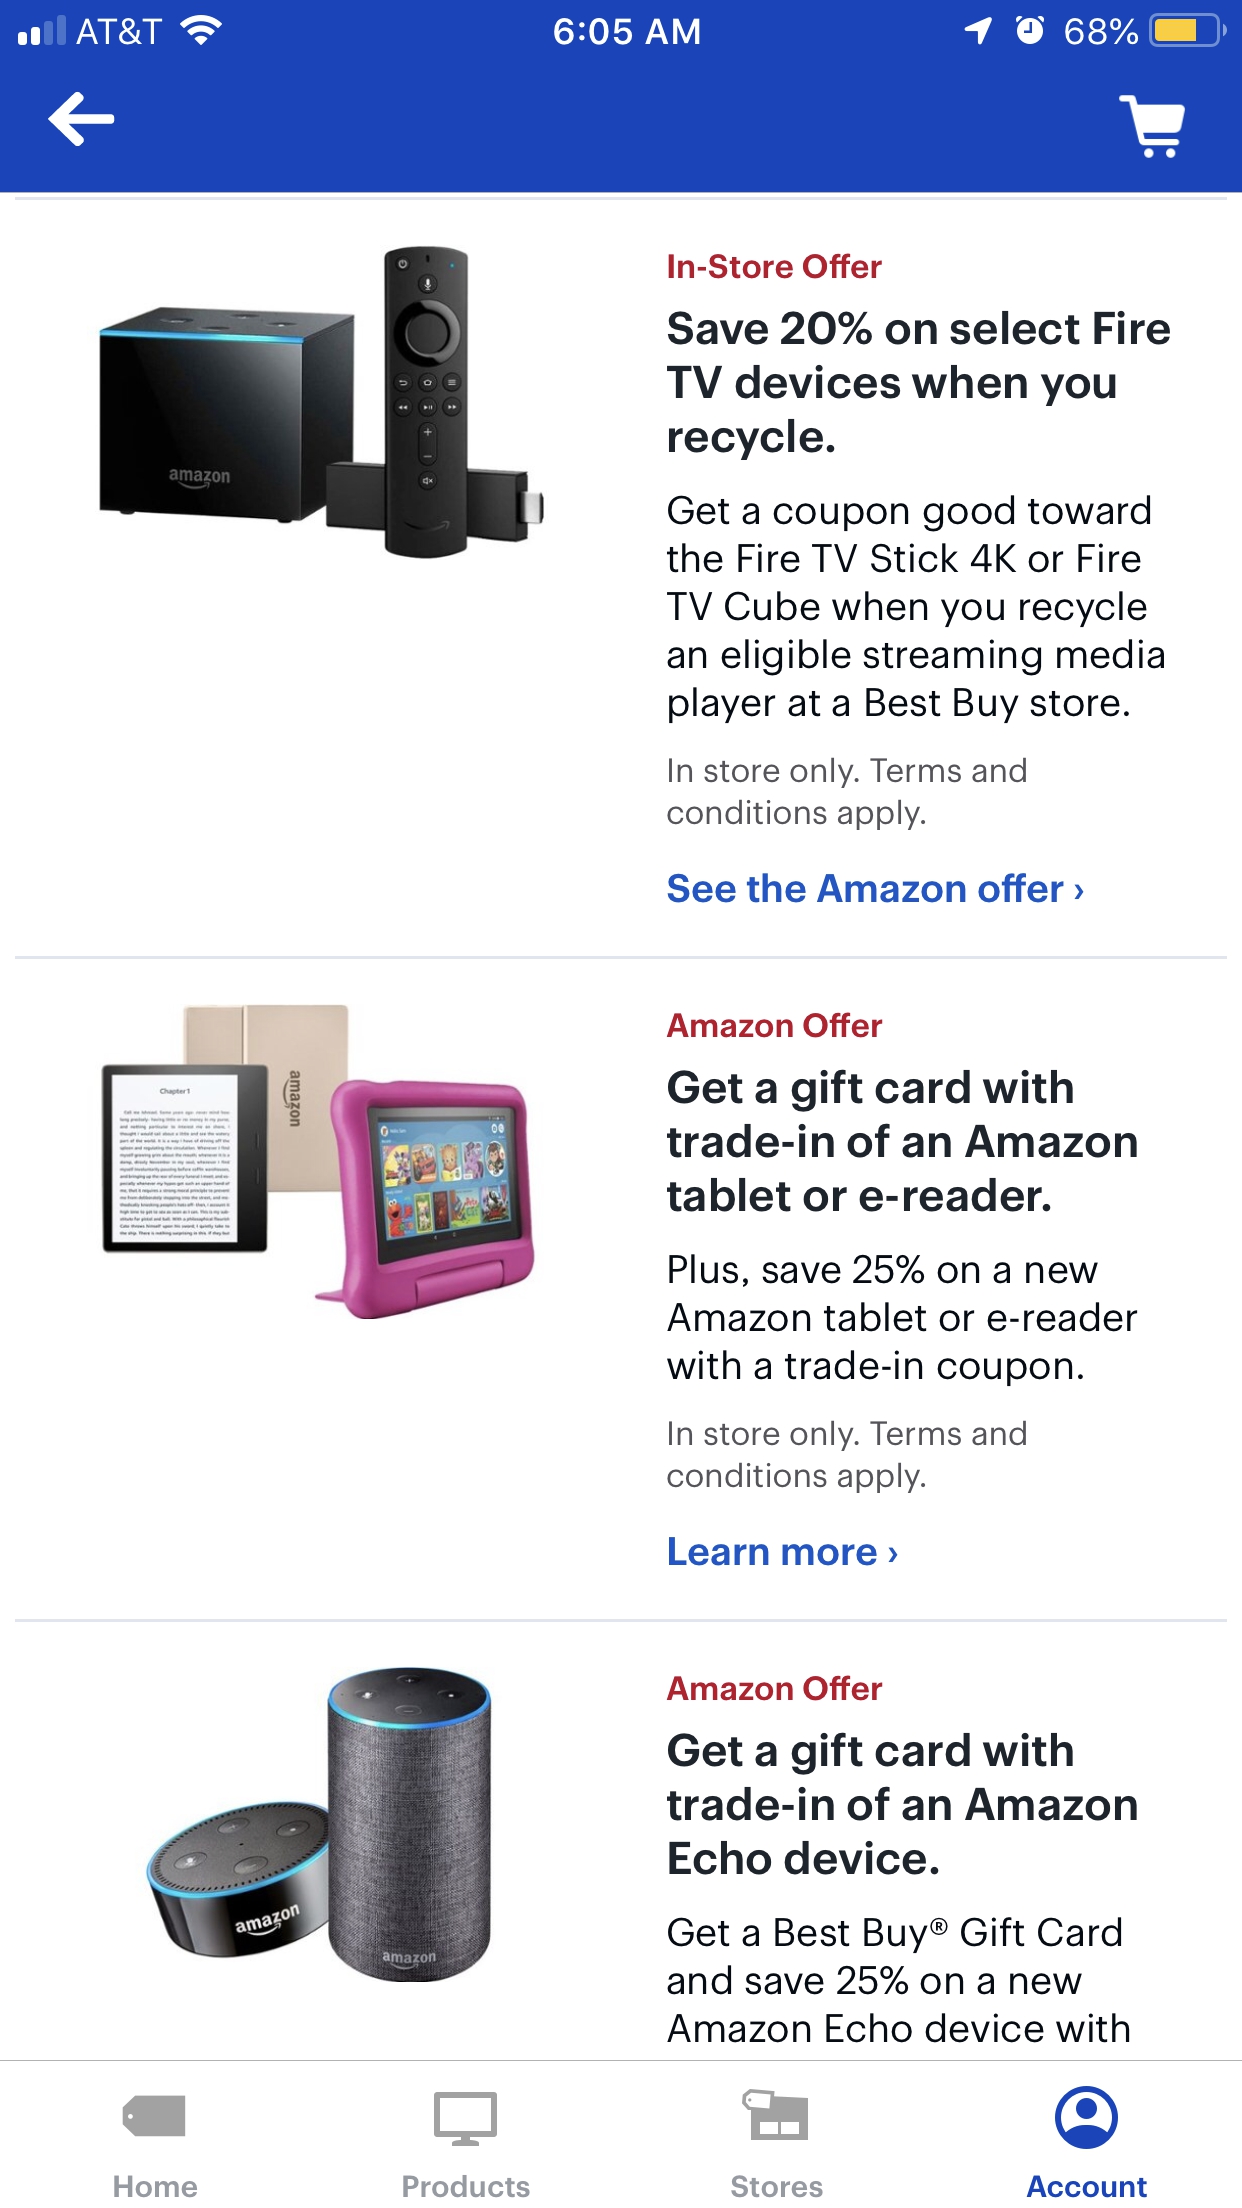 AT&T 6:05 AM 68%
In-Store Offer
Save 20% on select Fire
TV devices when you
recycle.
amazon
Get a coupon good toward
the Fire TV Stick 4K or Fire
TV Cube when you recycle
an eligible streaming media
player at a Best Buy store.
In store only. Terms and
conditions apply.
See the Amazon offer ›
Amazon Offer
Get a gift card with
trade-in of an Amazon
tablet or e-reader.
Chapter 1
amazon
Plus, save 25% on a new
Amazon tablet or e-reader
with a trade-in coupon.
In store only. Terms and
conditions apply.
Learn more ›
Amazon Offer
Get a gift card with
trade-in of an Amazon
Echo device.
amazon
amazon
Get a Best Buy® Gift Card
and save 25% on a new
Amazon Echo device with
Home
Products
Stores
Account